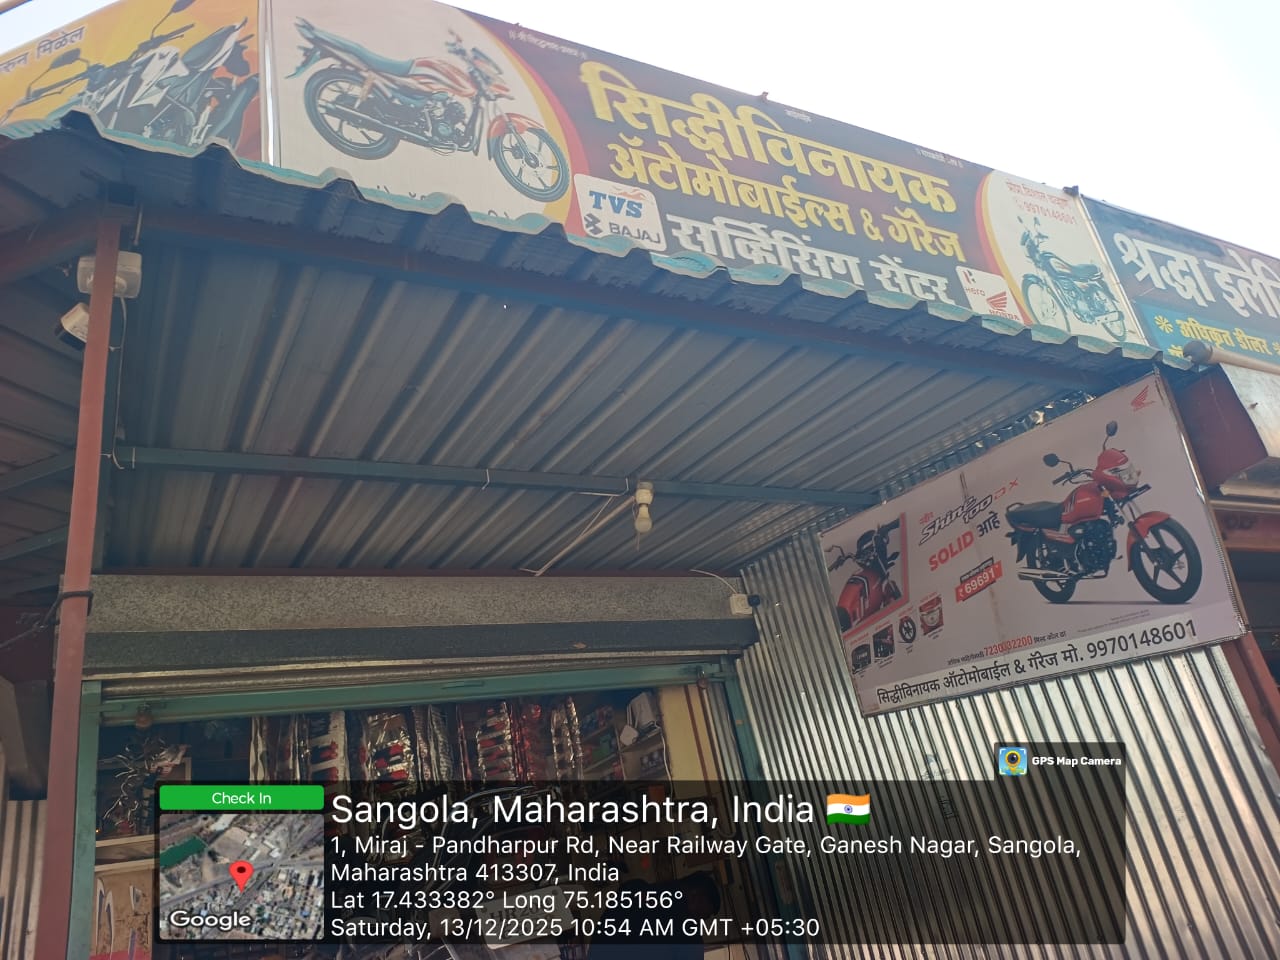 मिळेल
सिद्धीविनायक
ॲटोमोबाईल्स & गॅरेज
सर्व्हिसिंग सेंटर
TVS
BAJAJ
Hero
HONDA
9970148601
श्रद्धा
✻ अधिकृत डीलर
Shine
100 DX
SOLID आहे
₹69691*
7230032200
सिद्धीविनायक ऑटोमोबाईल & गॅरेज मो. 9970148601
GPS Map Camera
Check In
Sangola, Maharashtra, India
1, Miraj - Pandharpur Rd, Near Railway Gate, Ganesh Nagar, Sangola,
Maharashtra 413307, India
Lat 17.433382° Long 75.185156°
Saturday, 13/12/2025 10:54 AM GMT +05:30
Google